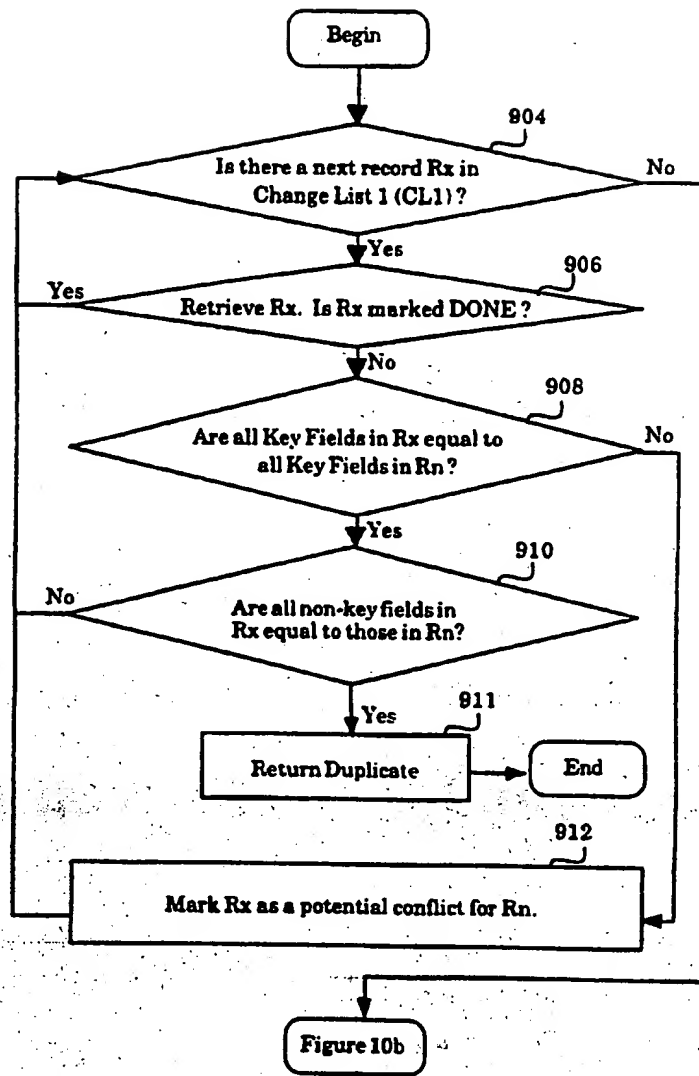 Begin
904
Is there a next record Rx in
Change List 1 (CL1)?
No
Yes
906
Yes
Retrieve Rx. Is Rx marked DONE?
No
908
Are all Key Fields in Rx equal to
all Key Fields in Rn?
No
Yes
910
No
Are all non-key fields in
Rx equal to those in Rn?
Yes
911
Return Duplicate
End
912
Mark Rx as a potential conflict for Rn.
Figure 10b